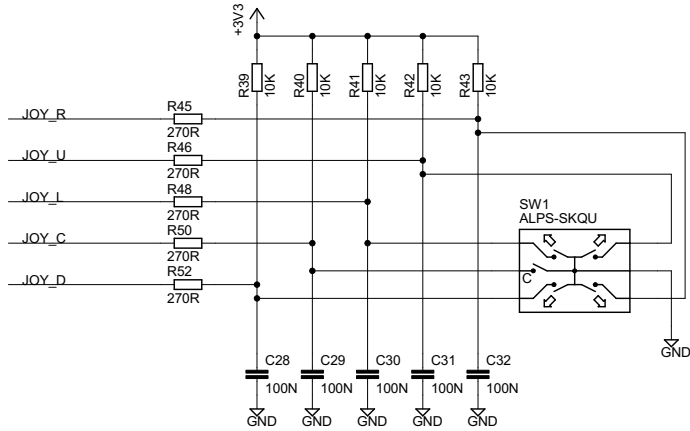 +3V3
R39
10K
R40
10K
R41
10K
R42
10K
R43
10K
JOY_R
R45
270R
JOY_U
R46
270R
JOY_L
R48
270R
JOY_C
R50
270R
JOY_D
R52
270R
SW1
ALPS-SKQU
C
GND
C28
100N
C29
100N
C30
100N
C31
100N
C32
100N
GND
GND
GND
GND
GND